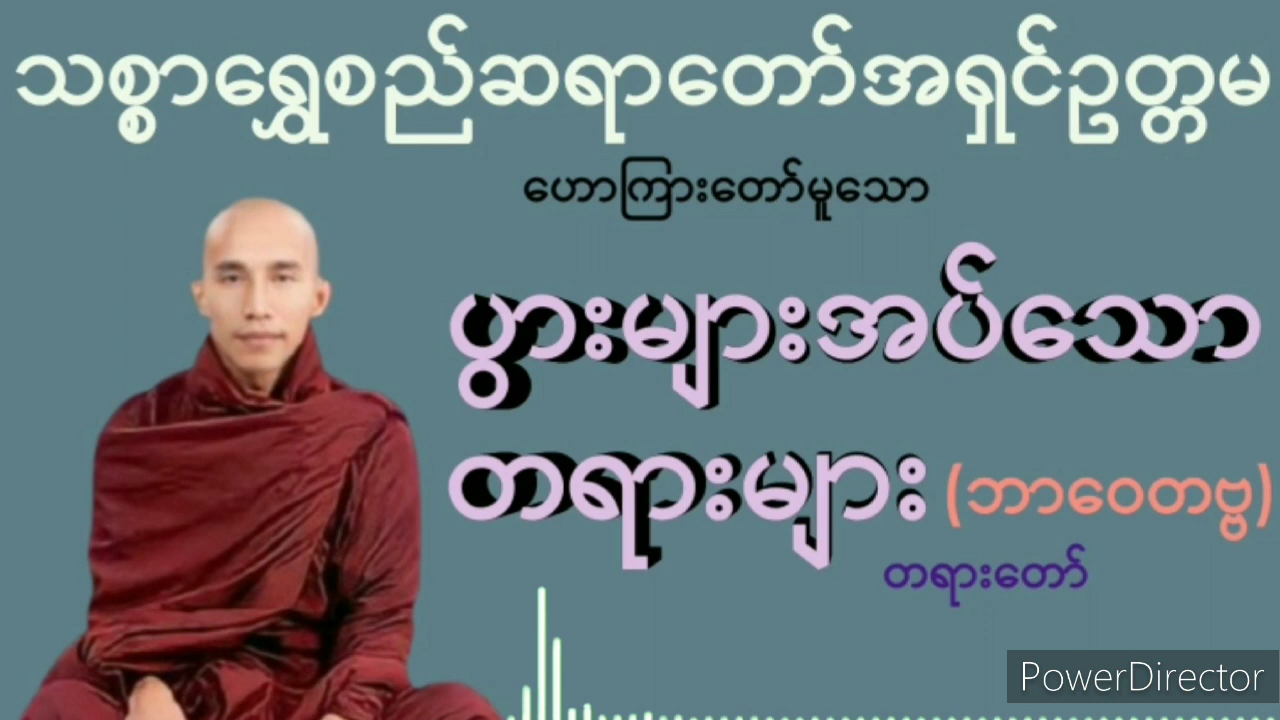 သစ္စာရွှေစည်ဆရာတော်အရှင်ဥတ္တမ
ဟောကြားတော်မူသော
ပွားများအပ်သော
တရားများ (ဘာဝေတဗ္ဗ)
တရားတော်
PowerDirector